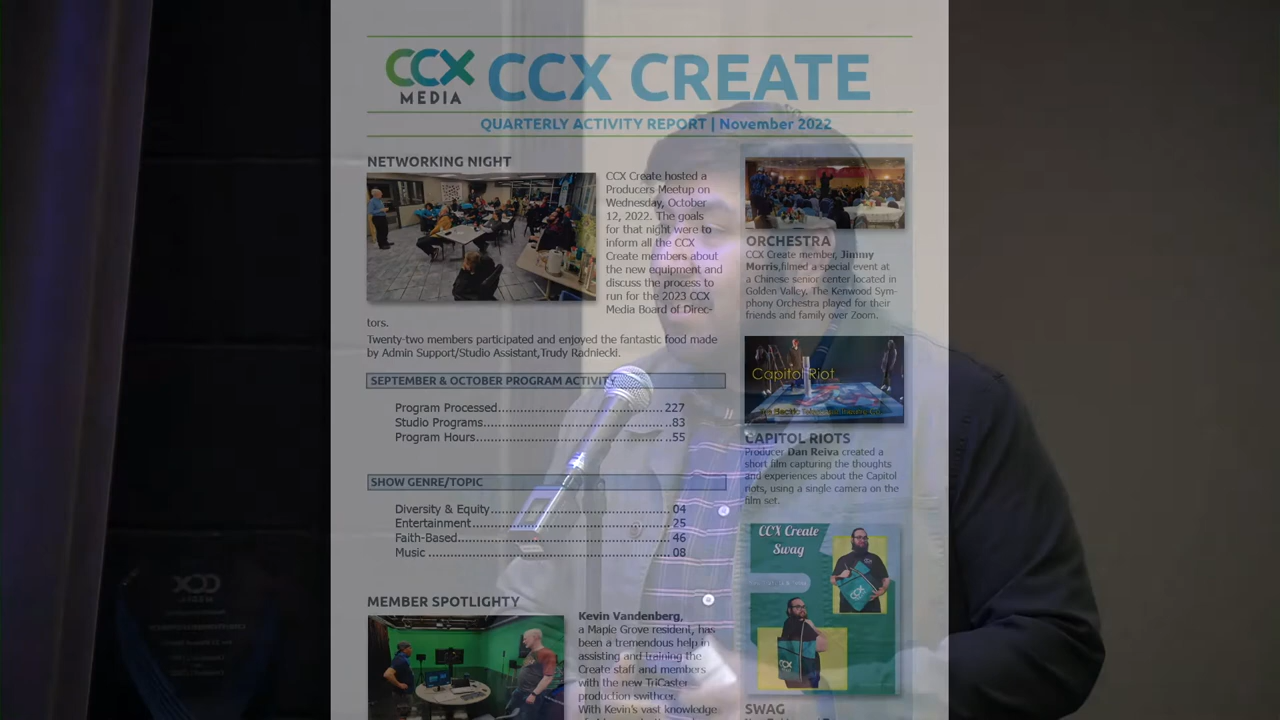 CCX
MEDIA
CCX CREATE
QUARTERLY ACTIVITY REPORT | November 2022
NETWORKING NIGHT
CCX Create hosted a
Producers Meetup on
Wednesday, October
12, 2022. The goals
for that night were to
inform all the CCX
Create members about
the new equipment and
discuss the process to
run for the 2023 CCX
Media Board of Direc-
tors.
Twenty-two members participated and enjoyed the fantastic food made
by Admin Support/Studio Assistant,Trudy Radniecki.
SEPTEMBER & OCTOBER PROGRAM ACTIVITY
Program Processed 227
Studio Programs 83
Program Hours 55
SHOW GENRE/TOPIC
Diversity & Equity 04
Entertainment 25
Faith-Based 46
Music 08
MEMBER SPOTLIGHTY
Kevin Vandenberg,
a Maple Grove resident, has
been a tremendous help in
assisting and training the
Create staff and members
with the new TriCaster
production swithcer.
With Kevin's vast knowledge
ORCHESTRA
CCX Create member, Jimmy
Morris,filmed a special event at
a Chinese senior center located in
Golden Valley. The Kenwood Sym-
phony Orchestra played for their
friends and family over Zoom.
Capitol Riot
CAPITOL RIOTS
Producer Dan Reiva created a
short film capturing the thoughts
and experiences about the Capitol
riots, using a single camera on the
film set.
CCX Create
Swag
CCX
CCX
SWAG